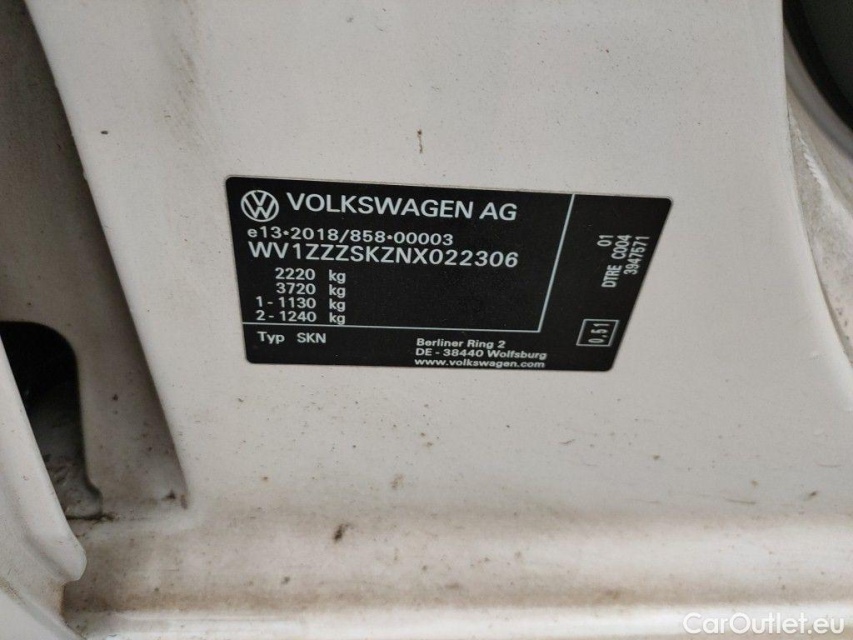 VOLKSWAGEN AG
e13*2018/858*00003
WV1ZZZSKZNX022306
2220 kg
3720 kg
1 - 1130 kg
2 - 1240 kg
Typ SKN
Berliner Ring 2
DE - 38440 Wolfsburg
www.volkswagen.com
01
DTRE C004
3947571
0.51
CarOutlet.eu